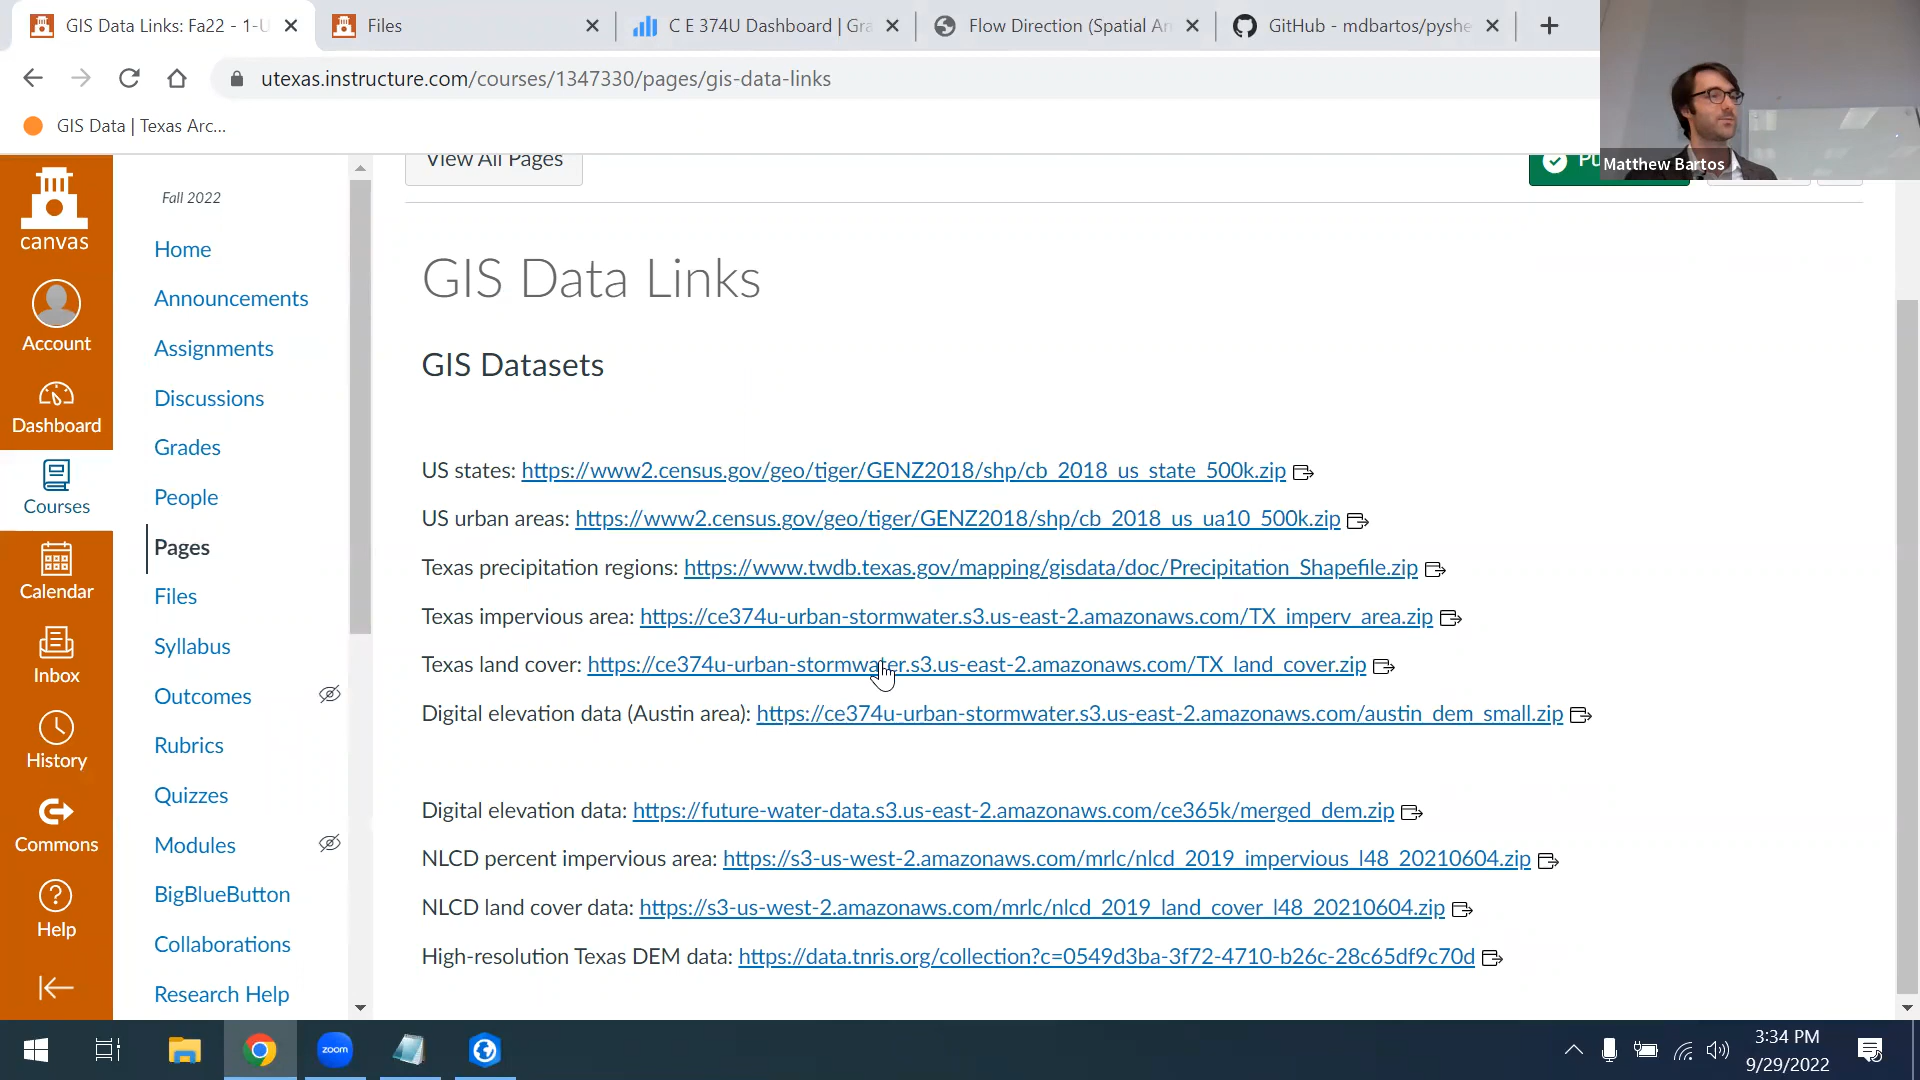 GIS Data Links: Fa22 - 1-U
Files
C E 374U Dashboard | Gra
Flow Direction (Spatial An
GitHub - mdbartos/pyshe
utexas.instructure.com/courses/1347330/pages/gis-data-links
GIS Data | Texas Arc...
Matthew Bartos
canvas
Account
Dashboard
Courses
Calendar
Inbox
History
Commons
Help
Fall 2022
Home
Announcements
Assignments
Discussions
Grades
People
Pages
Files
Syllabus
Outcomes
Rubrics
Quizzes
Modules
BigBlueButton
Collaborations
Research Help
View All Pages
GIS Data Links
GIS Datasets
US states: https://www2.census.gov/geo/tiger/GENZ2018/shp/cb_2018_us_state_500k.zip
US urban areas: https://www2.census.gov/geo/tiger/GENZ2018/shp/cb_2018_us_ua10_500k.zip
Texas precipitation regions: https://www.twdb.texas.gov/mapping/gisdata/doc/Precipitation_Shapefile.zip
Texas impervious area: https://ce374u-urban-stormwater.s3.us-east-2.amazonaws.com/TX_imperv_area.zip
Texas land cover: https://ce374u-urban-stormwater.s3.us-east-2.amazonaws.com/TX_land_cover.zip
Digital elevation data (Austin area): https://ce374u-urban-stormwater.s3.us-east-2.amazonaws.com/austin_dem_small.zip
Digital elevation data: https://future-water-data.s3.us-east-2.amazonaws.com/ce365k/merged_dem.zip
NLCD percent impervious area: https://s3-us-west-2.amazonaws.com/mrlc/nlcd_2019_impervious_l48_20210604.zip
NLCD land cover data: https://s3-us-west-2.amazonaws.com/mrlc/nlcd_2019_land_cover_l48_20210604.zip
High-resolution Texas DEM data: https://data.tnris.org/collection?c=0549d3ba-3f72-4710-b26c-28c65df9c70d
zoom
3:34 PM
9/29/2022